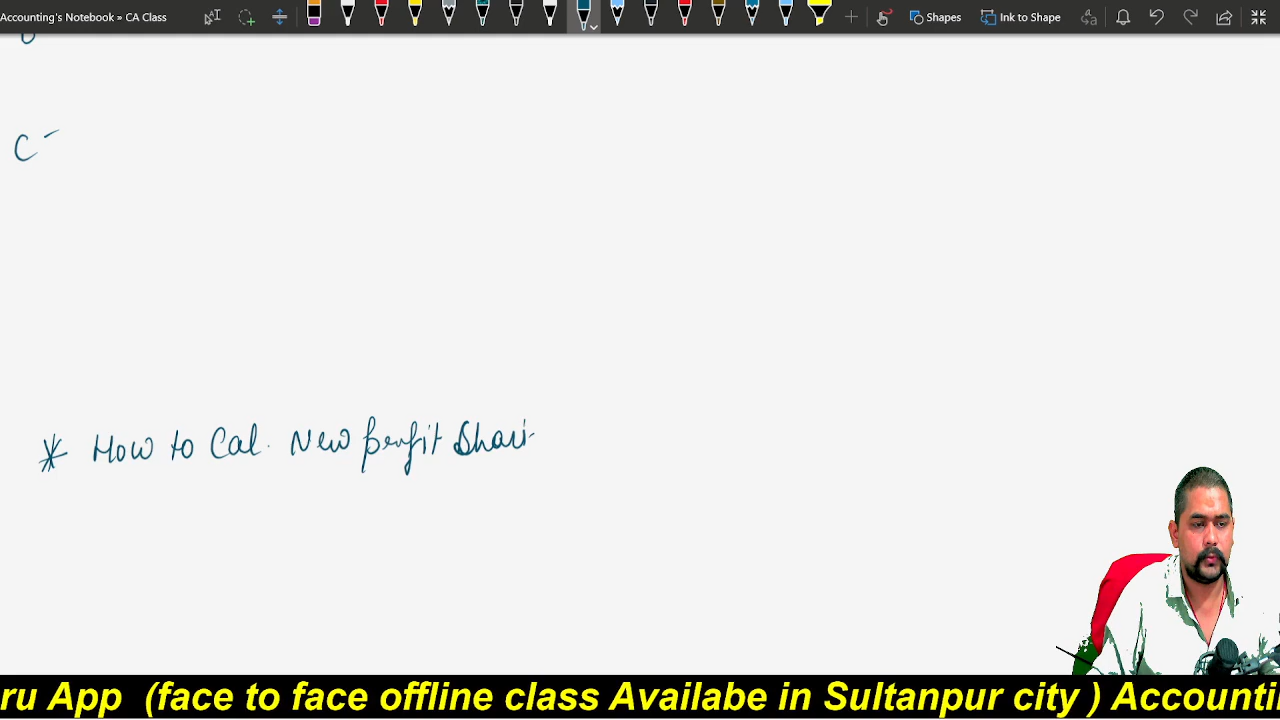 Accounting's Notebook » CA Class
Shapes
Ink to Shape
C -
* How to Cal. New profit Shari
ru App (face to face offline class Availabe in Sultanpur city ) Accounti